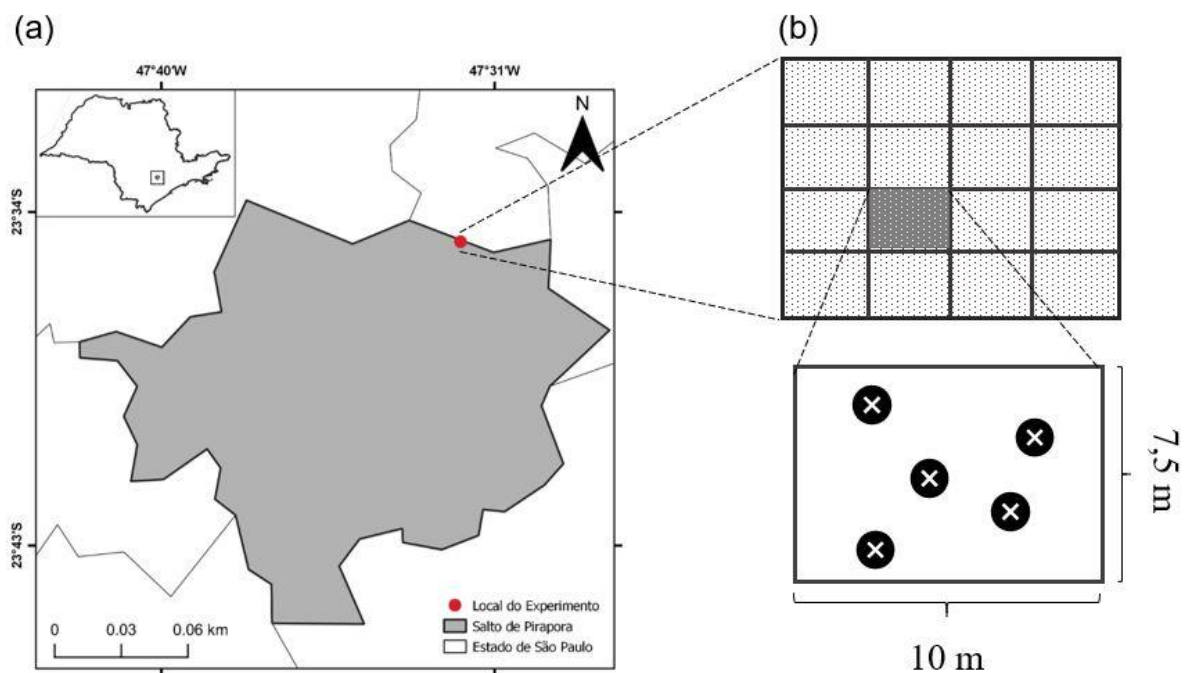 (a)
47°40'W 47°31'W
N
23°34'S
23°43'S
0 0.03 0.06 km
Local do Experimento
Salto de Pirapora
Estado de São Paulo
(b)
7,5 m
10 m